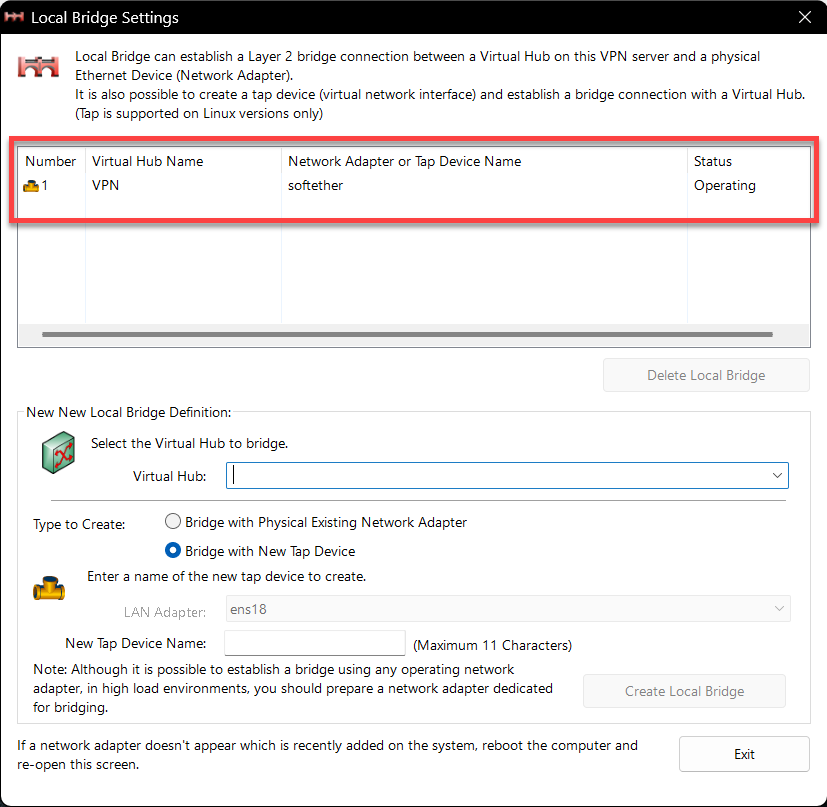 Local Bridge Settings
Local Bridge can establish a Layer 2 bridge connection between a Virtual Hub on this VPN server and a physical
Ethernet Device (Network Adapter).
It is also possible to create a tap device (virtual network interface) and establish a bridge connection with a Virtual Hub.
(Tap is supported on Linux versions only)
Number Virtual Hub Name Network Adapter or Tap Device Name Status
1 VPN softether Operating
Delete Local Bridge
New New Local Bridge Definition:
Select the Virtual Hub to bridge.
Virtual Hub:
Type to Create: Bridge with Physical Existing Network Adapter
Bridge with New Tap Device
Enter a name of the new tap device to create.
LAN Adapter: ens18
New Tap Device Name: (Maximum 11 Characters)
Note: Although it is possible to establish a bridge using any operating network
adapter, in high load environments, you should prepare a network adapter dedicated
for bridging.
Create Local Bridge
If a network adapter doesn't appear which is recently added on the system, reboot the computer and
re-open this screen.
Exit